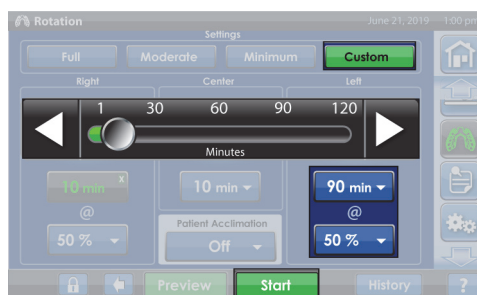 Rotation June 21, 2019 1:00 pm
Settings
Full Moderate Minimum Custom
Right Center Left
1 30 60 90 120
Minutes
10 min x 10 min 90 min
@ @
50 % Patient Acclimation 50 %
Off
Preview Start History ?